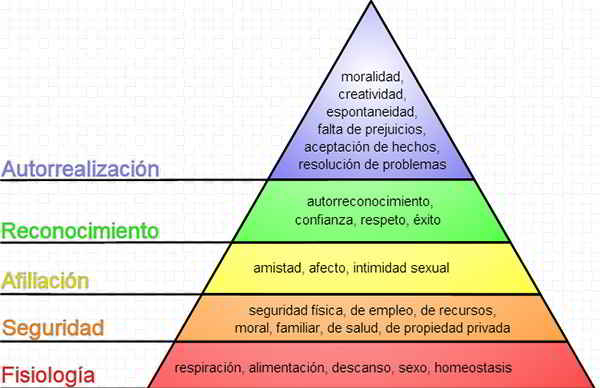 moralidad,
creatividad,
espontaneidad,
falta de prejuicios,
aceptación de hechos,
resolución de problemas
Autorrealización
autorreconocimiento,
confianza, respeto, éxito
Reconocimiento
amistad, afecto, intimidad sexual
Afiliación
seguridad física, de empleo, de recursos,
moral, familiar, de salud, de propiedad privada
Seguridad
respiración, alimentación, descanso, sexo, homeostasis
Fisiología